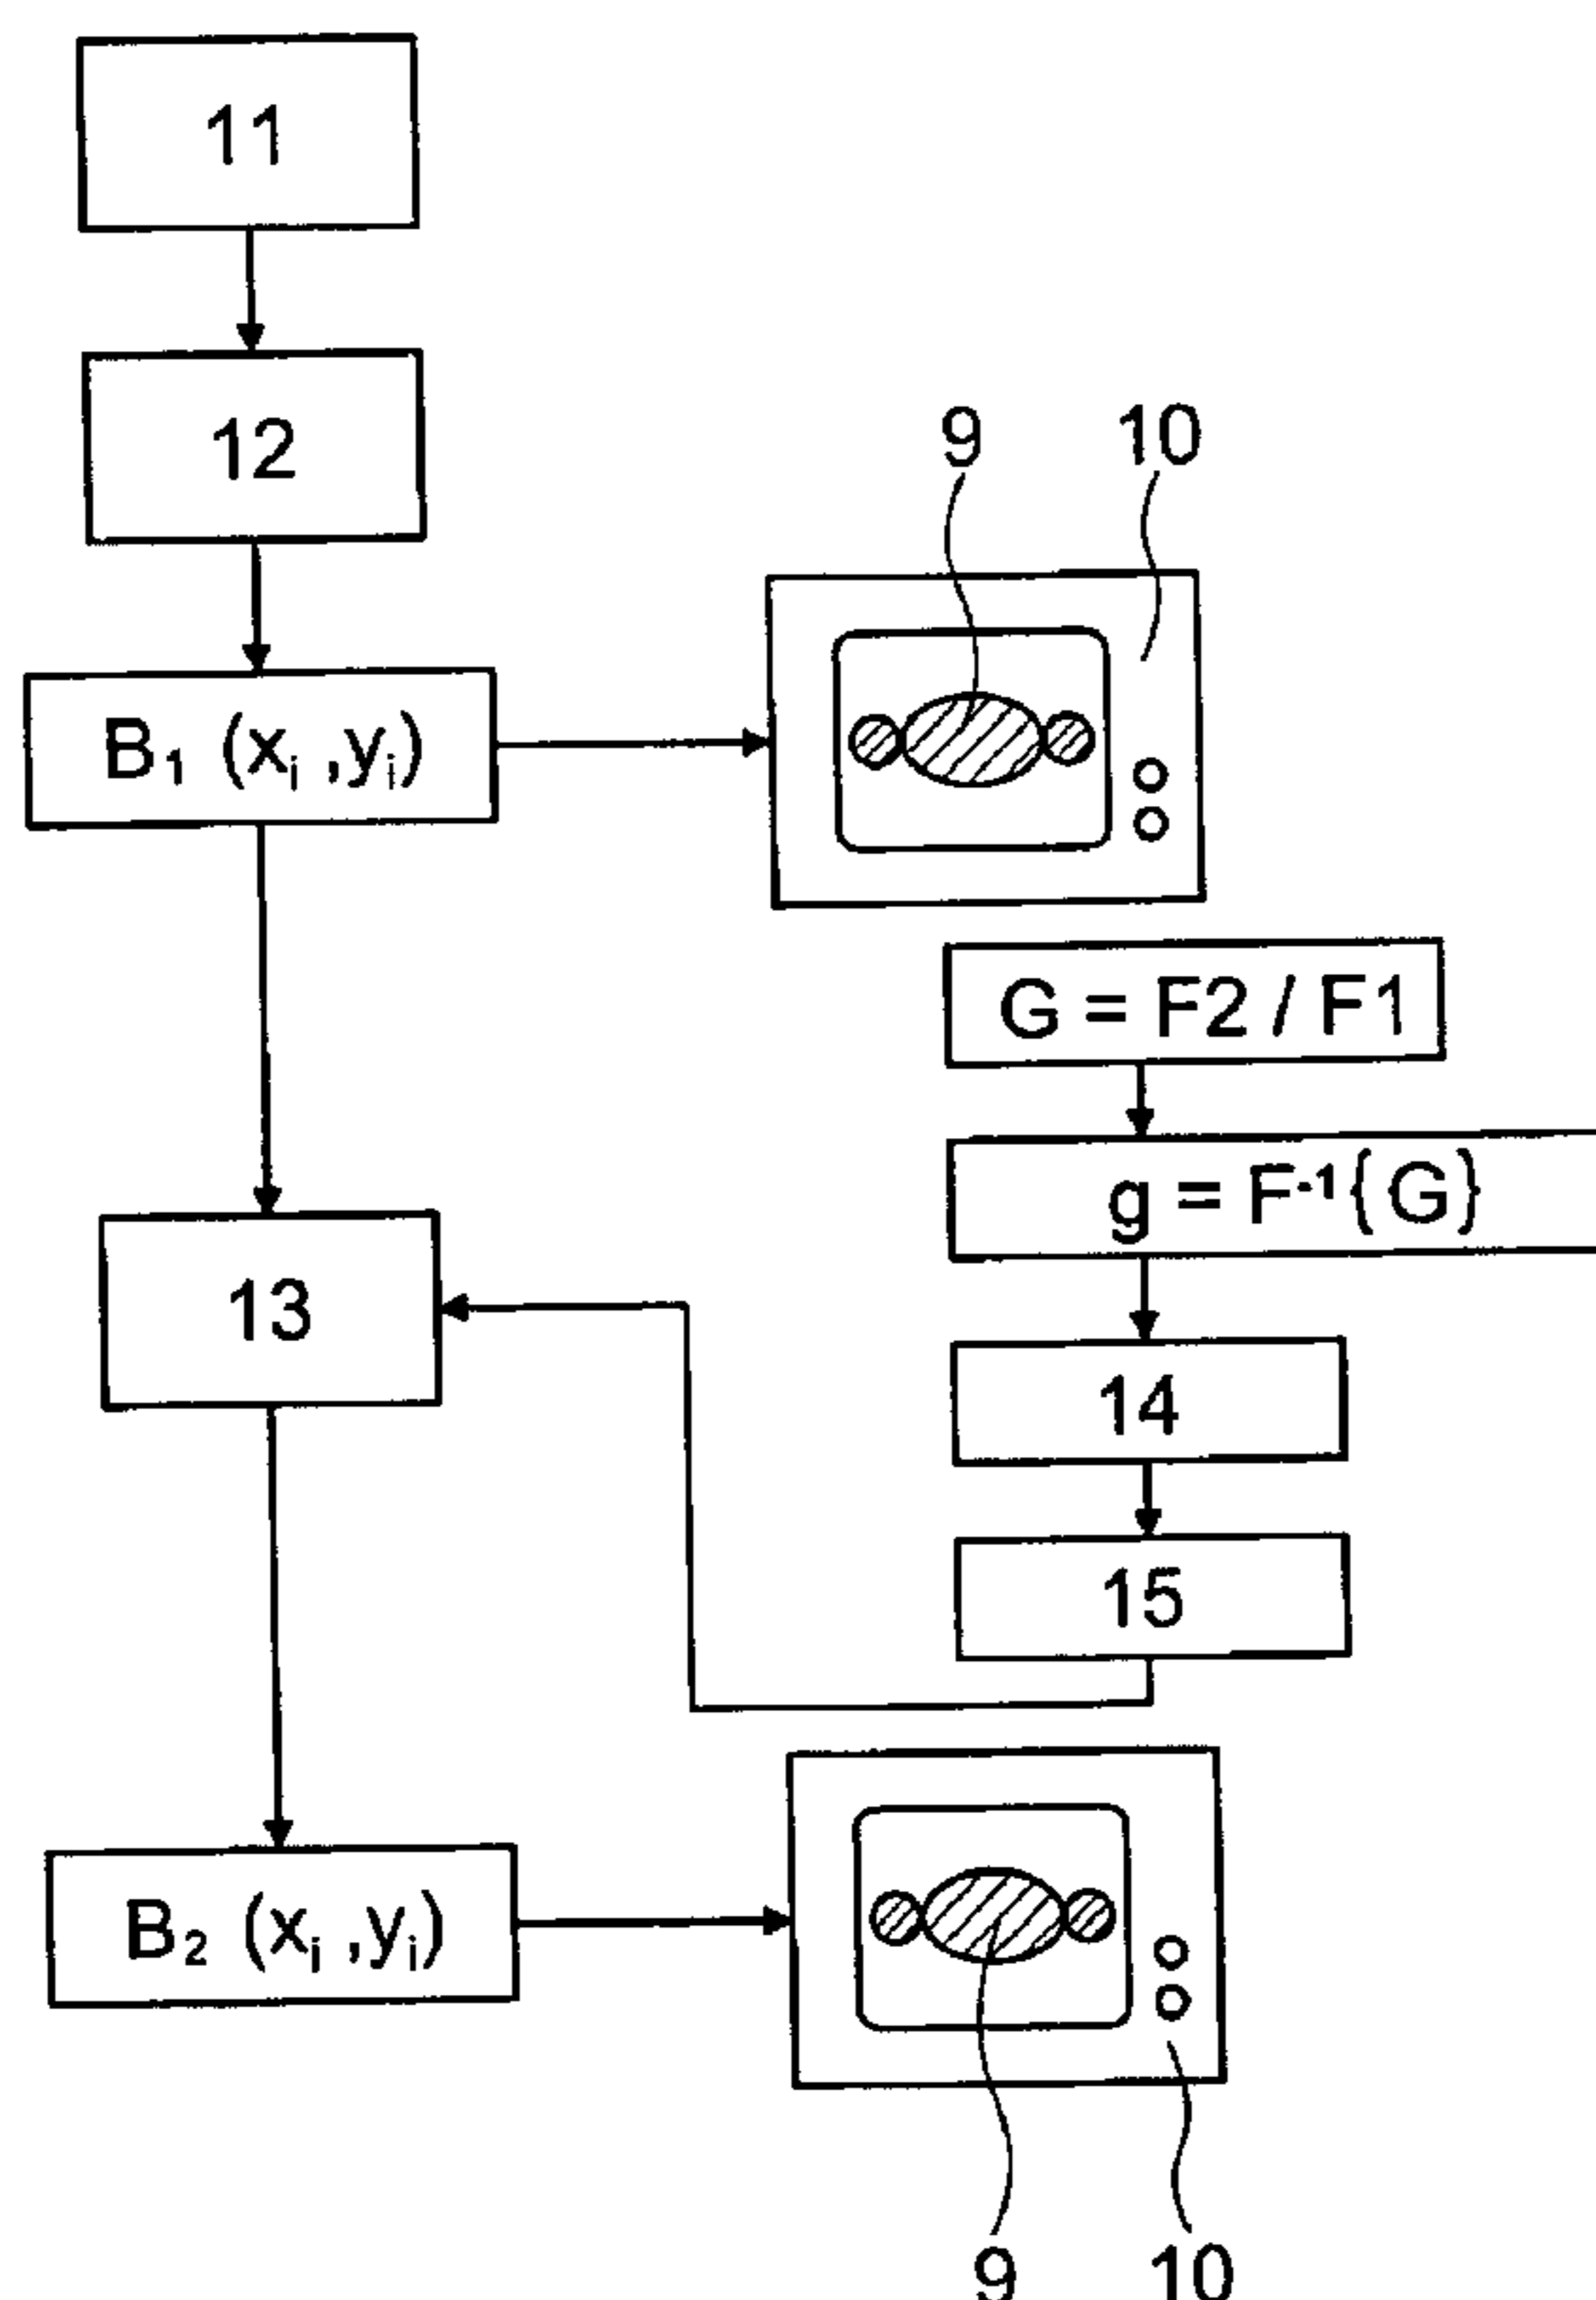 11
12
9 10
B₁ (xᵢ ,yᵢ)
G = F2 / F1
g = F⁻¹{G}
13
14
15
B₂ (xᵢ ,yᵢ)
9 10